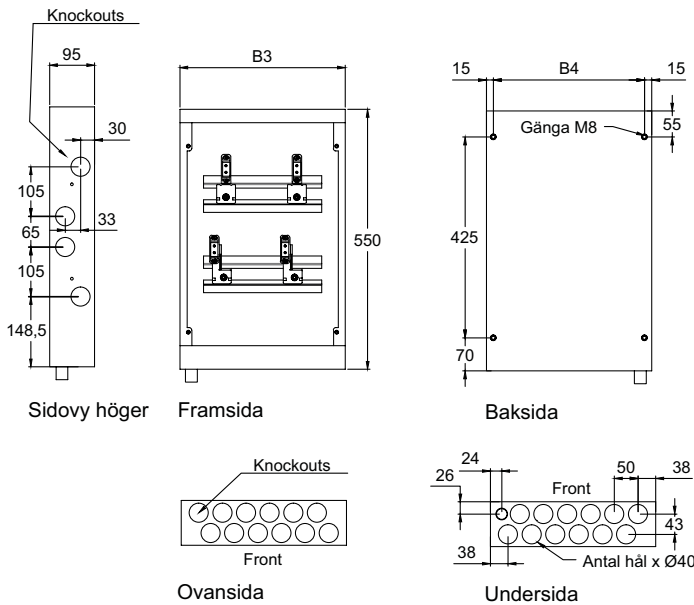 Knockouts
95
30
105
33
65
105
148,5
Sidovy höger
B3
550
Framsida
15
B4
15
55
Gänga M8
425
70
Baksida
Knockouts
Front
Ovansida
24
26
Front
50
38
43
38
Antal hål x Ø40
Undersida